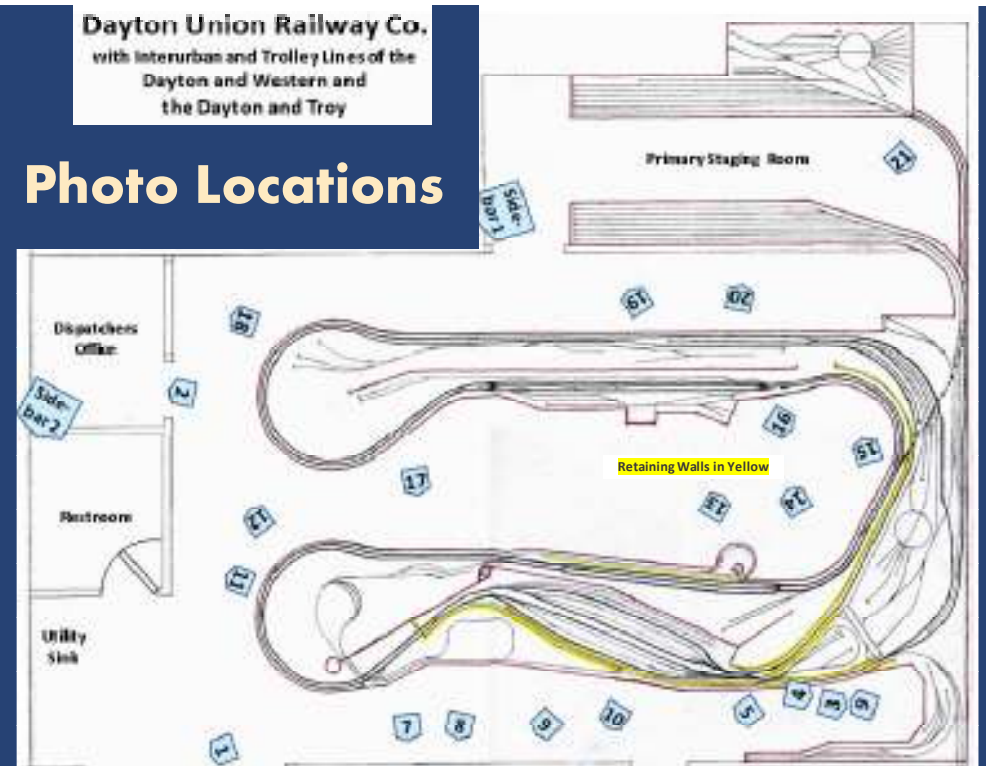 Dayton Union Railway Co.
with Interurban and Trolley Lines of the
Dayton and Western and
the Dayton and Troy
Photo Locations
Primary Staging Room
21
Side-
bar 1
19
20
18
Dispatchers
Office
2
Side-
bar 2
16
15
Retaining Walls in Yellow
17
14
13
12
Restroom
11
Utility
Sink
4
3
6
5
10
9
8
7
1